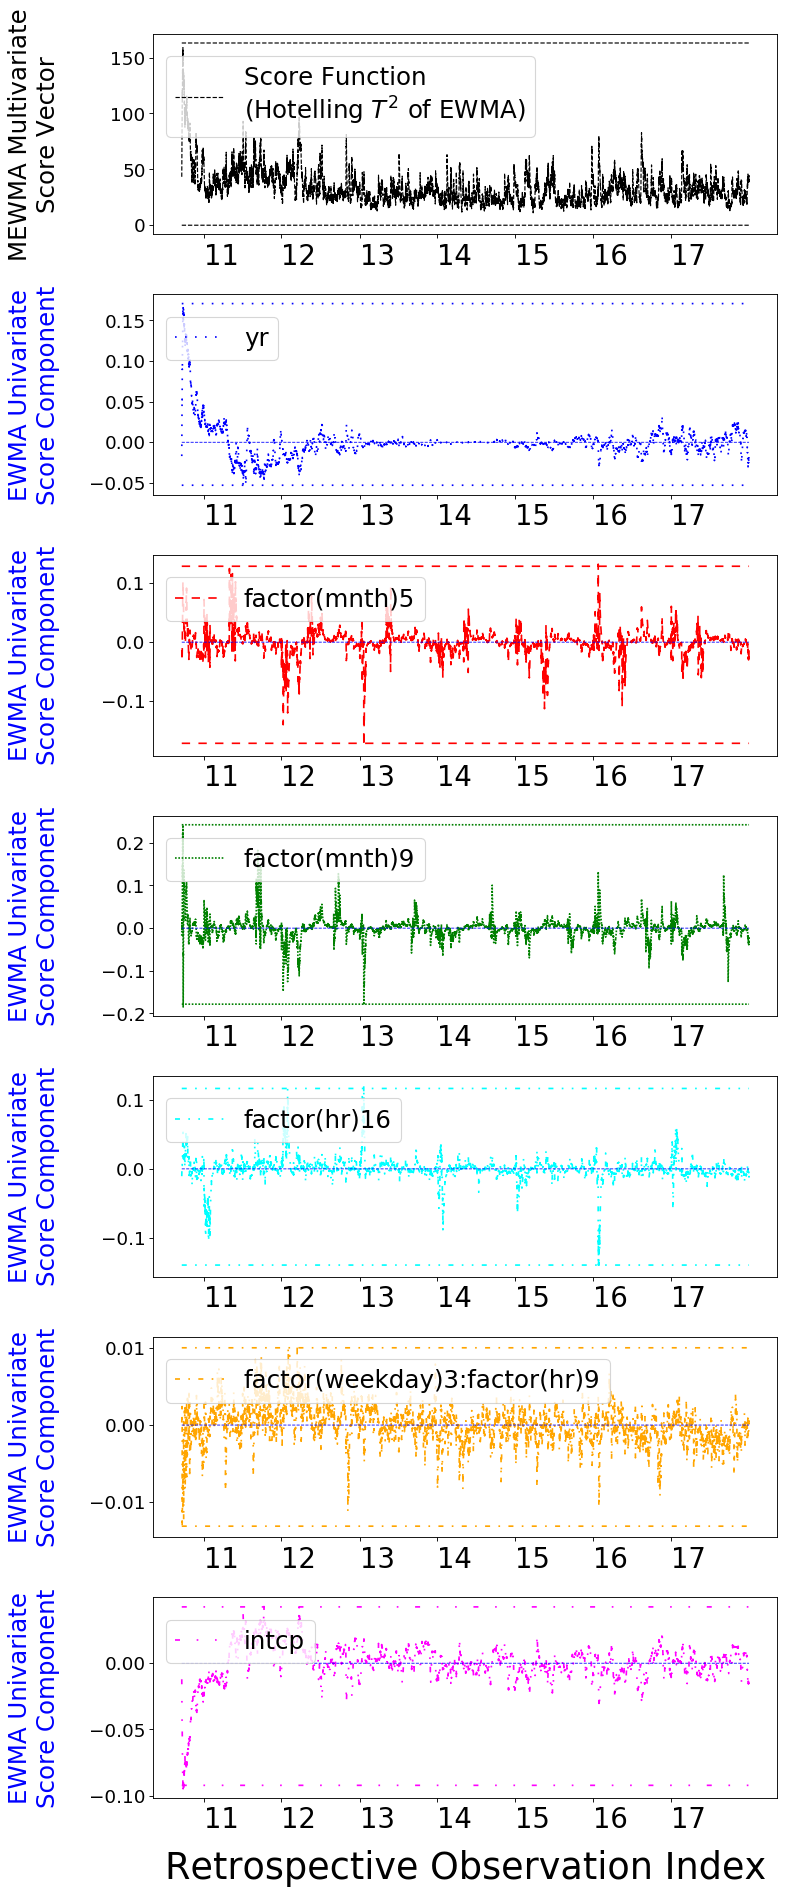 MEWMA Multivariate
Score Vector
150
100
50
0
Score Function
(Hotelling T² of EWMA)
11 12 13 14 15 16 17
EWMA Univariate
Score Component
0.15
0.10
0.05
0.00
−0.05
yr
11 12 13 14 15 16 17
EWMA Univariate
Score Component
0.1
0.0
−0.1
factor(mnth)5
11 12 13 14 15 16 17
EWMA Univariate
Score Component
0.2
0.1
0.0
−0.1
−0.2
factor(mnth)9
11 12 13 14 15 16 17
EWMA Univariate
Score Component
0.1
0.0
−0.1
factor(hr)16
11 12 13 14 15 16 17
EWMA Univariate
Score Component
0.01
0.00
−0.01
factor(weekday)3:factor(hr)9
11 12 13 14 15 16 17
EWMA Univariate
Score Component
0.00
−0.05
−0.10
intcp
11 12 13 14 15 16 17
Retrospective Observation Index